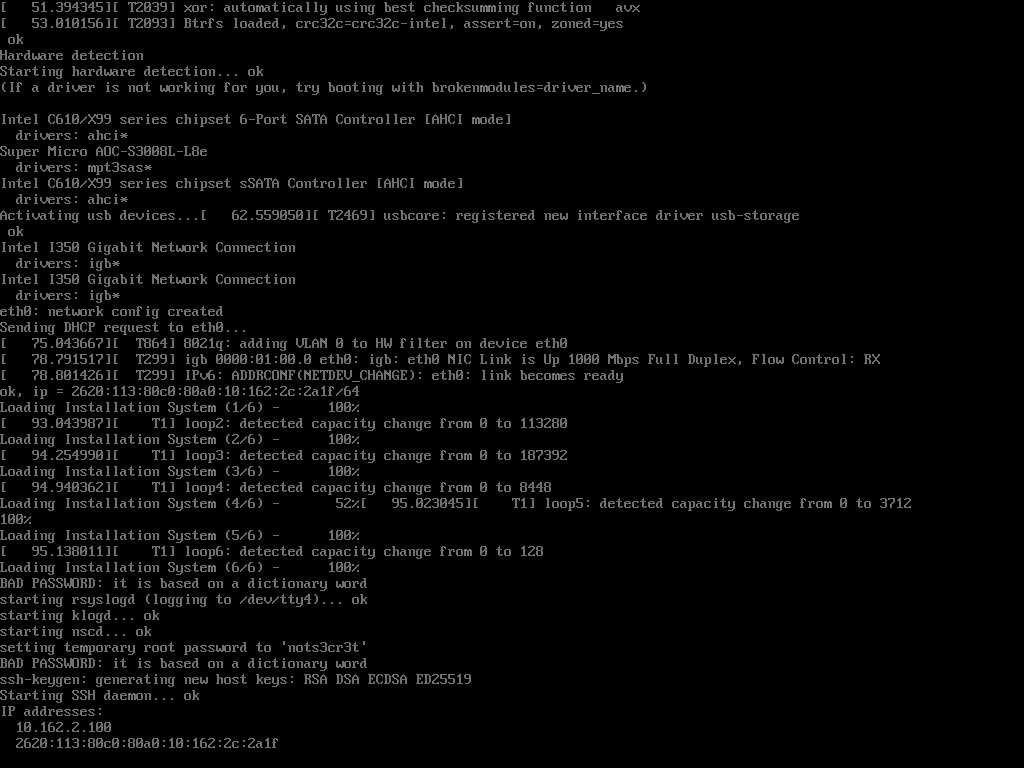 [   51.394345][ T2039] xor: automatically using best checksumming function   avx
[   53.010156][ T2093] Btrfs loaded, crc32c=crc32c-intel, assert=on, zoned=yes
 ok
Hardware detection
Starting hardware detection... ok
(If a driver is not working for you, try booting with brokenmodules=driver_name.)

Intel C610/X99 series chipset 6-Port SATA Controller [AHCI mode]
  drivers: ahci*
Super Micro AOC-S3008L-L8e
  drivers: mpt3sas*
Intel C610/X99 series chipset sSATA Controller [AHCI mode]
  drivers: ahci*
Activating usb devices...[   62.559050][ T2469] usbcore: registered new interface driver usb-storage
 ok
Intel I350 Gigabit Network Connection
  drivers: igb*
Intel I350 Gigabit Network Connection
  drivers: igb*
eth0: network config created
Sending DHCP request to eth0...
[   75.043667][  T864] 8021q: adding VLAN 0 to HW filter on device eth0
[   78.791517][  T299] igb 0000:01:00.0 eth0: igb: eth0 NIC Link is Up 1000 Mbps Full Duplex, Flow Control: RX
[   78.801426][  T299] IPv6: ADDRCONF(NETDEV_CHANGE): eth0: link becomes ready
ok, ip = 2620:113:80c0:80a0:10:162:2c:2a1f/64
Loading Installation System (1/6) -      100%
[   93.043987][    T1] loop2: detected capacity change from 0 to 113280
Loading Installation System (2/6) -      100%
[   94.254990][    T1] loop3: detected capacity change from 0 to 187392
Loading Installation System (3/6) -      100%
[   94.940362][    T1] loop4: detected capacity change from 0 to 8448
Loading Installation System (4/6) -       52%[   95.023045][    T1] loop5: detected capacity change from 0 to 3712
100%
Loading Installation System (5/6) -      100%
[   95.138011][    T1] loop6: detected capacity change from 0 to 128
Loading Installation System (6/6) -      100%
BAD PASSWORD: it is based on a dictionary word
starting rsyslogd (logging to /dev/tty4)... ok
starting klogd... ok
starting nscd... ok
setting temporary root password to 'nots3cr3t'
BAD PASSWORD: it is based on a dictionary word
ssh-keygen: generating new host keys: RSA DSA ECDSA ED25519
Starting SSH daemon... ok
IP addresses:
  10.162.2.100
  2620:113:80c0:80a0:10:162:2c:2a1f